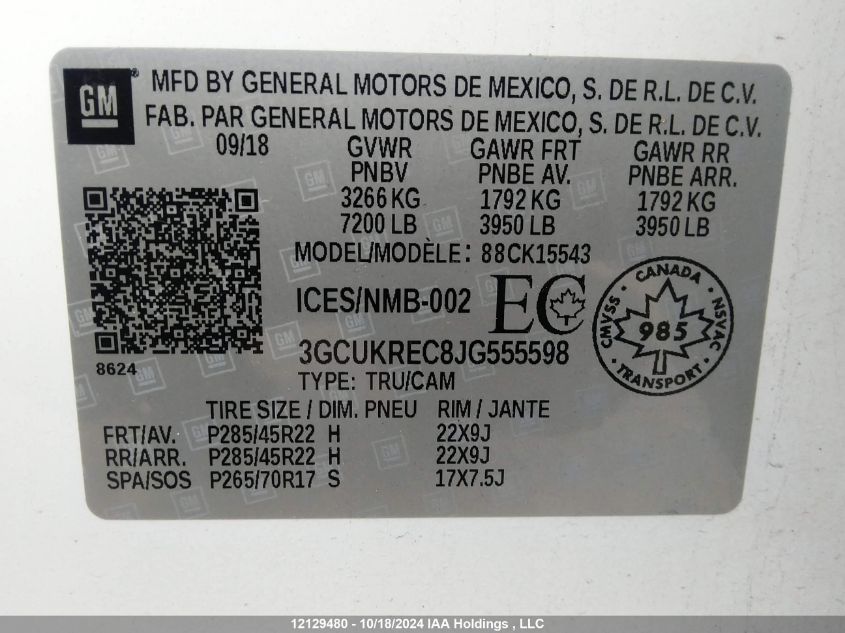 GM ® MFD BY GENERAL MOTORS DE MEXICO, S. DE R.L. DE C.V.
FAB. PAR GENERAL MOTORS DE MEXICO, S. DE R.L. DE C.V.
09/18 GVWR GAWR FRT GAWR RR
PNBV PNBE AV. PNBE ARR.
3266 KG 1792 KG 1792 KG
7200 LB 3950 LB 3950 LB
MODEL/MODÈLE: 88CK15543
ICES/NMB-002 EC
CANADA
CMVSS 985 NSVAC
TRANSPORT
3GCUKREC8JG555598
8624
TYPE: TRU/CAM
TIRE SIZE / DIM. PNEU RIM / JANTE
FRT/AV. P285/45R22 H 22X9J
RR/ARR. P285/45R22 H 22X9J
SPA/SOS P265/70R17 S 17X7.5J
12129480 - 10/18/2024 IAA Holdings , LLC